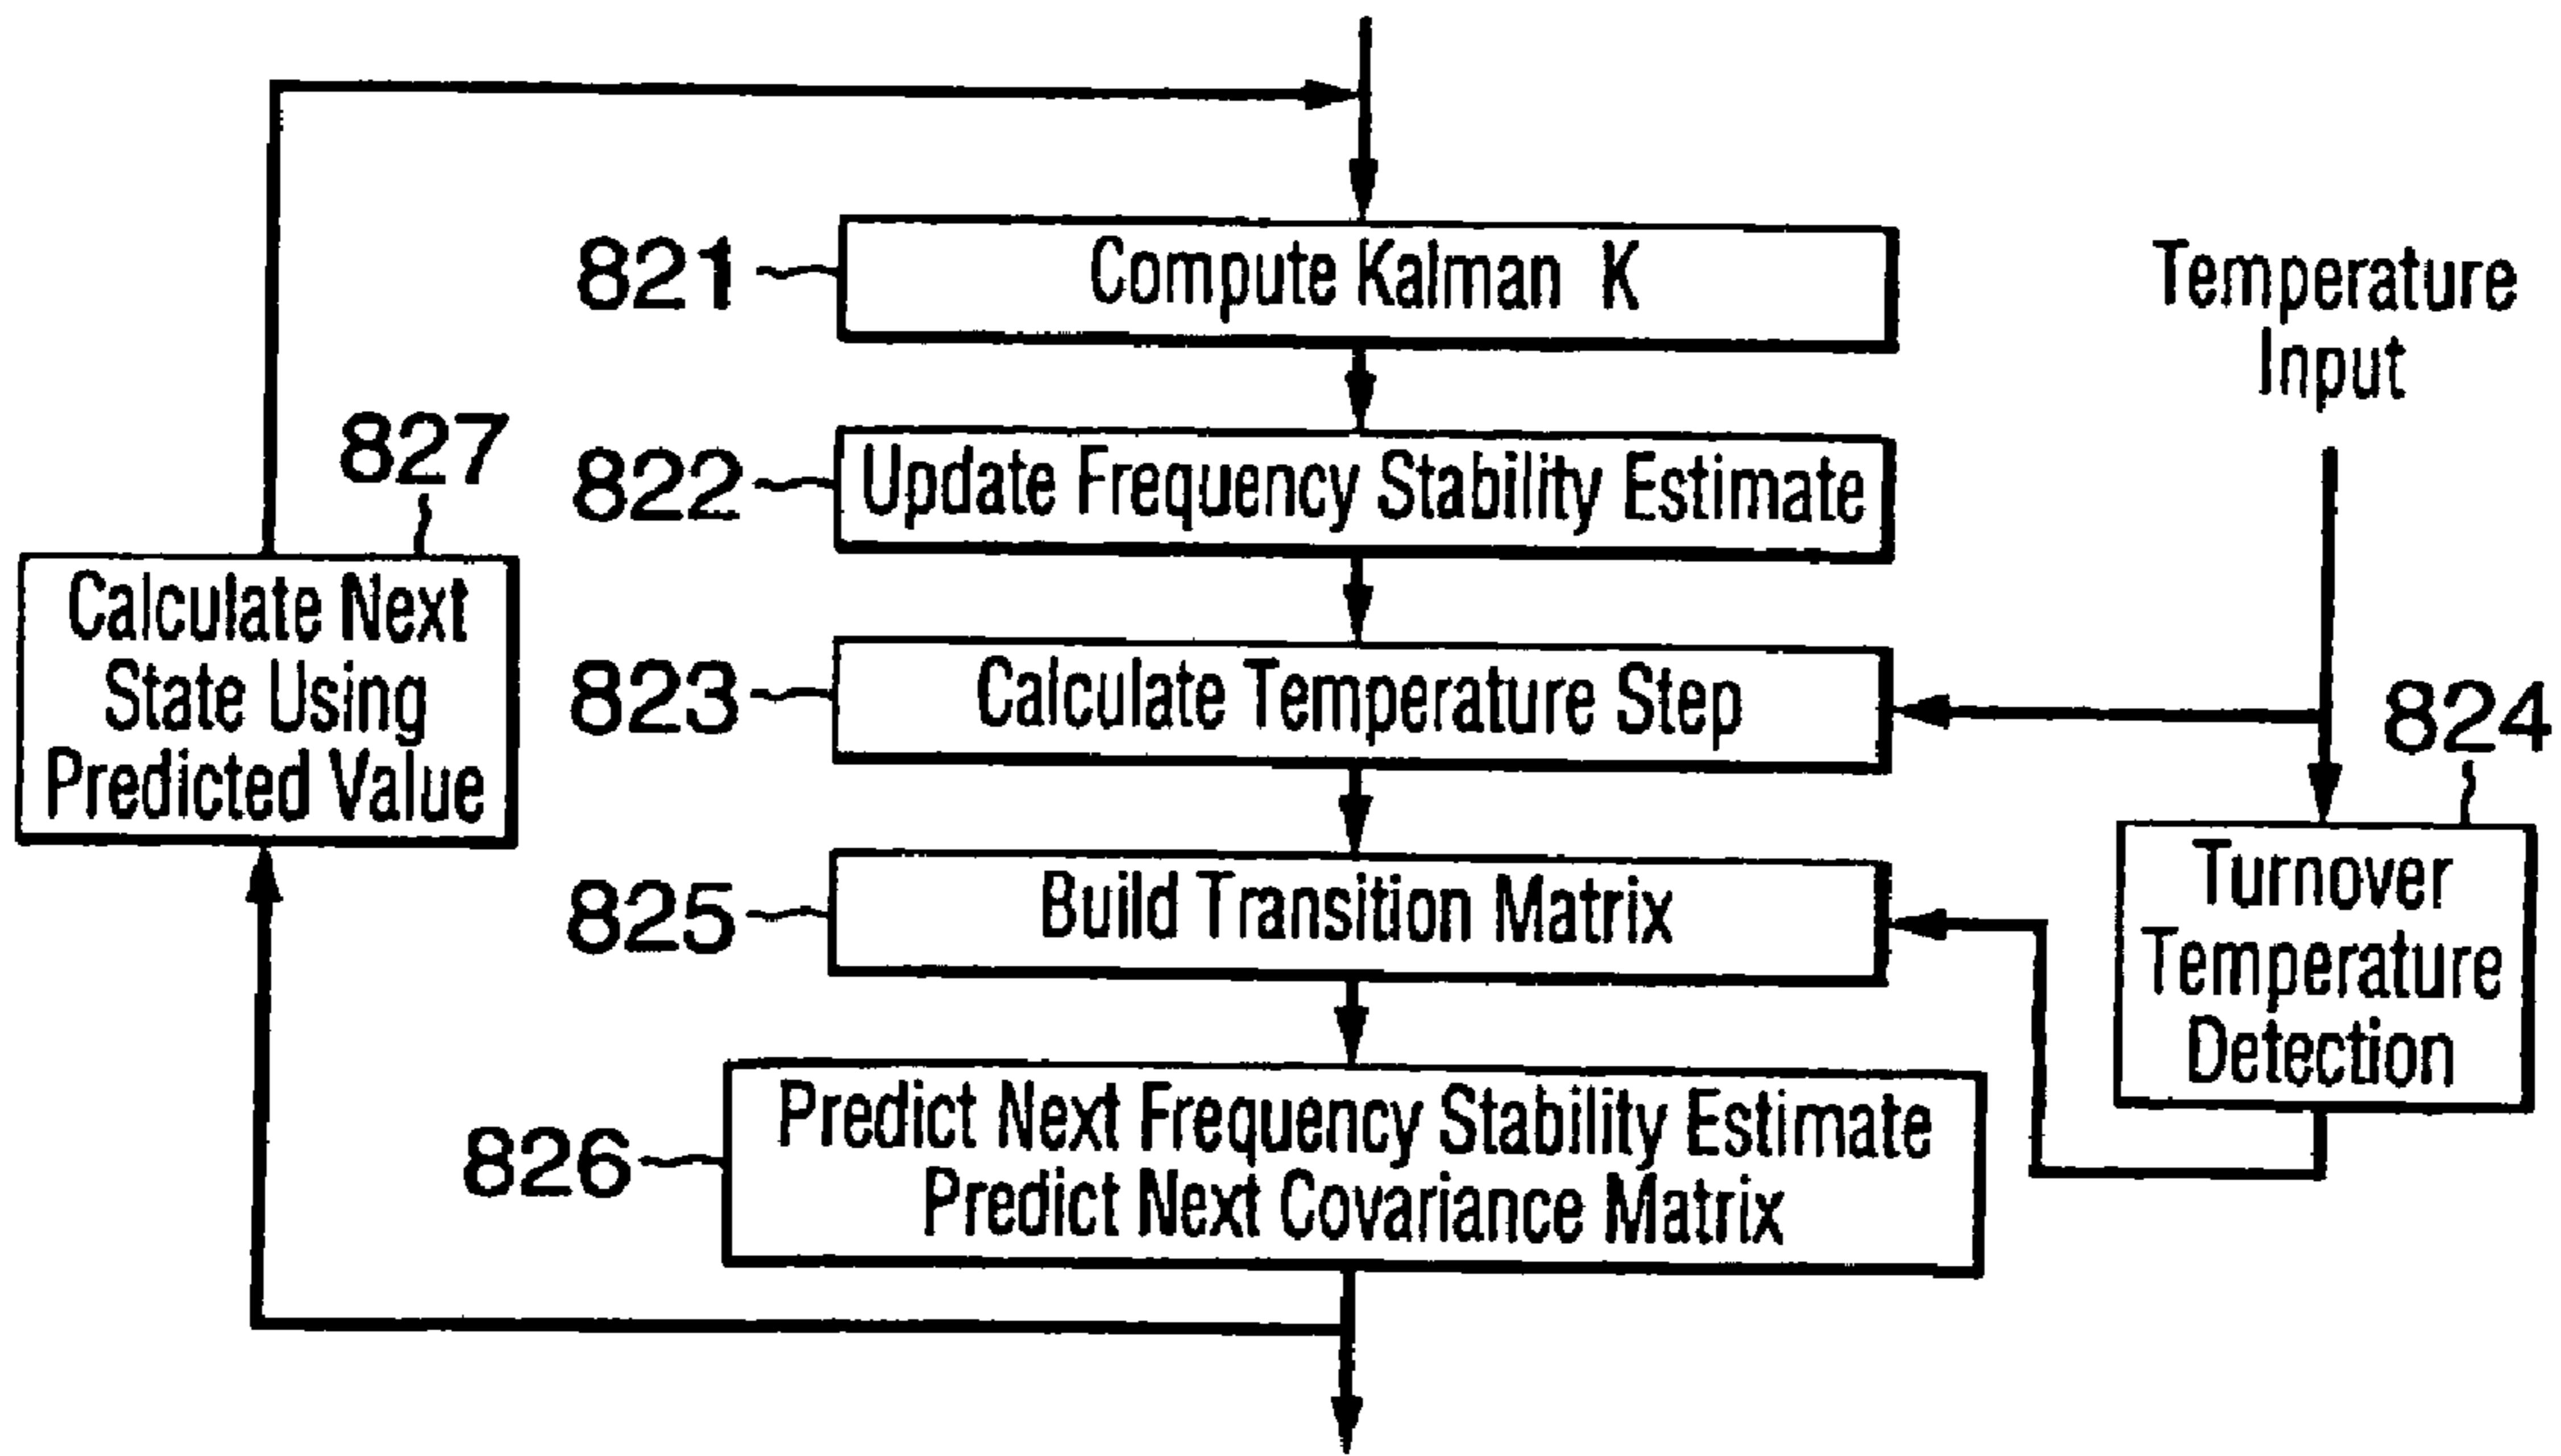 821
Compute Kalman K
Temperature
Input
827
822
Update Frequency Stability Estimate
Calculate Next
State Using
Predicted Value
823
Calculate Temperature Step
824
825
Build Transition Matrix
Turnover
Temperature
Detection
826
Predict Next Frequency Stability Estimate
Predict Next Covariance Matrix